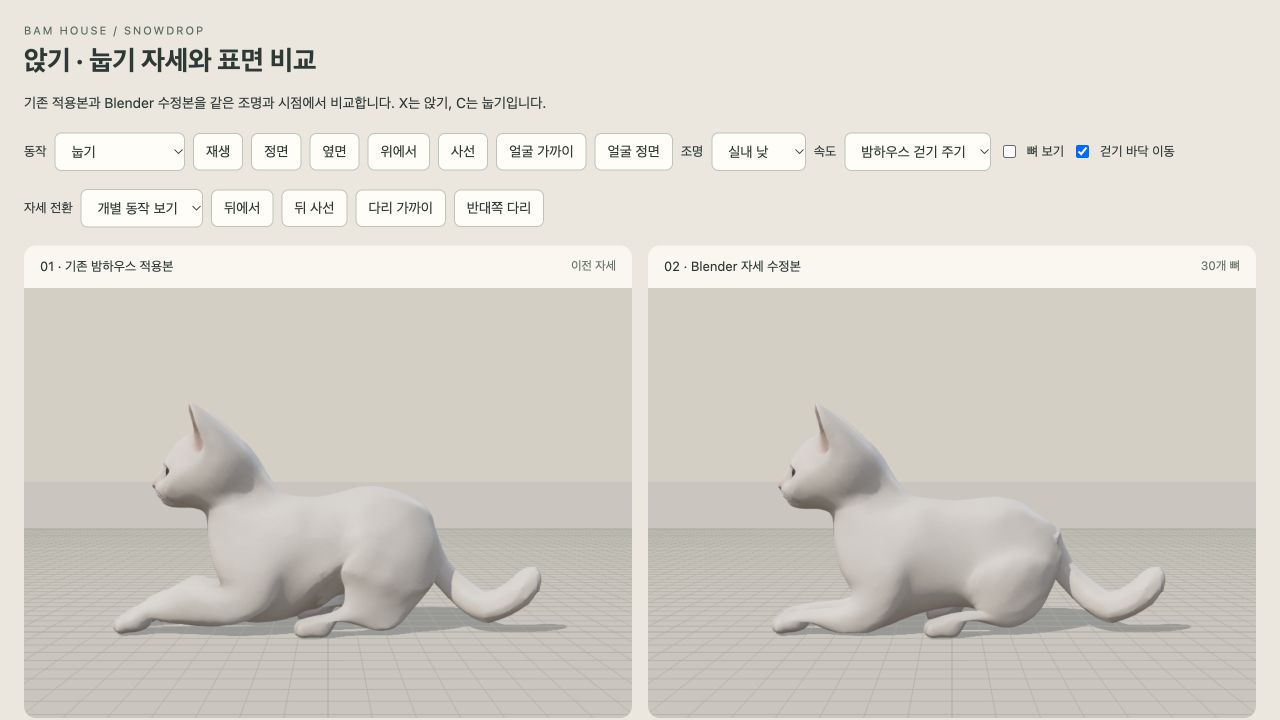 BAM HOUSE / SNOWDROP
앉기 · 눕기 자세와 표면 비교
기존 적용본과 Blender 수정본을 같은 조명과 시점에서 비교합니다. X는 앉기, C는 눕기입니다.
동작 눕기 재생 정면 옆면 위에서 사선 얼굴 가까이 얼굴 정면 조명 실내 낮 속도 밤하우스 걷기 주기 뼈 보기 걷기 바닥 이동
자세 전환 개별 동작 보기 뒤에서 뒤 사선 다리 가까이 반대쪽 다리
01 · 기존 밤하우스 적용본 이전 자세
02 · Blender 자세 수정본 30개 뼈